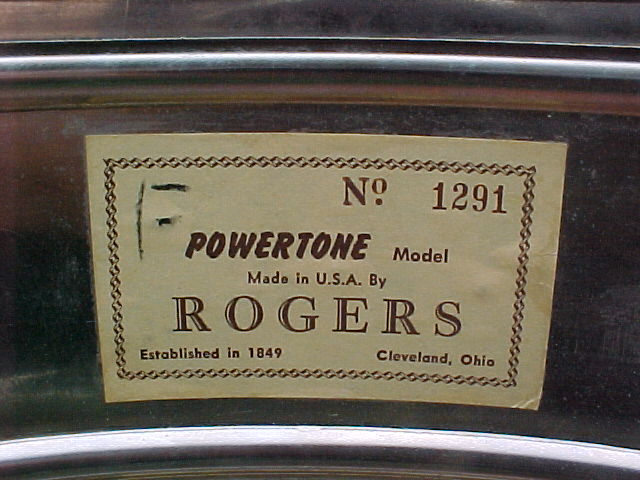 F
Nº 1291
POWERTONE Model
Made in U.S.A. By
ROGERS
Established in 1849 Cleveland, Ohio